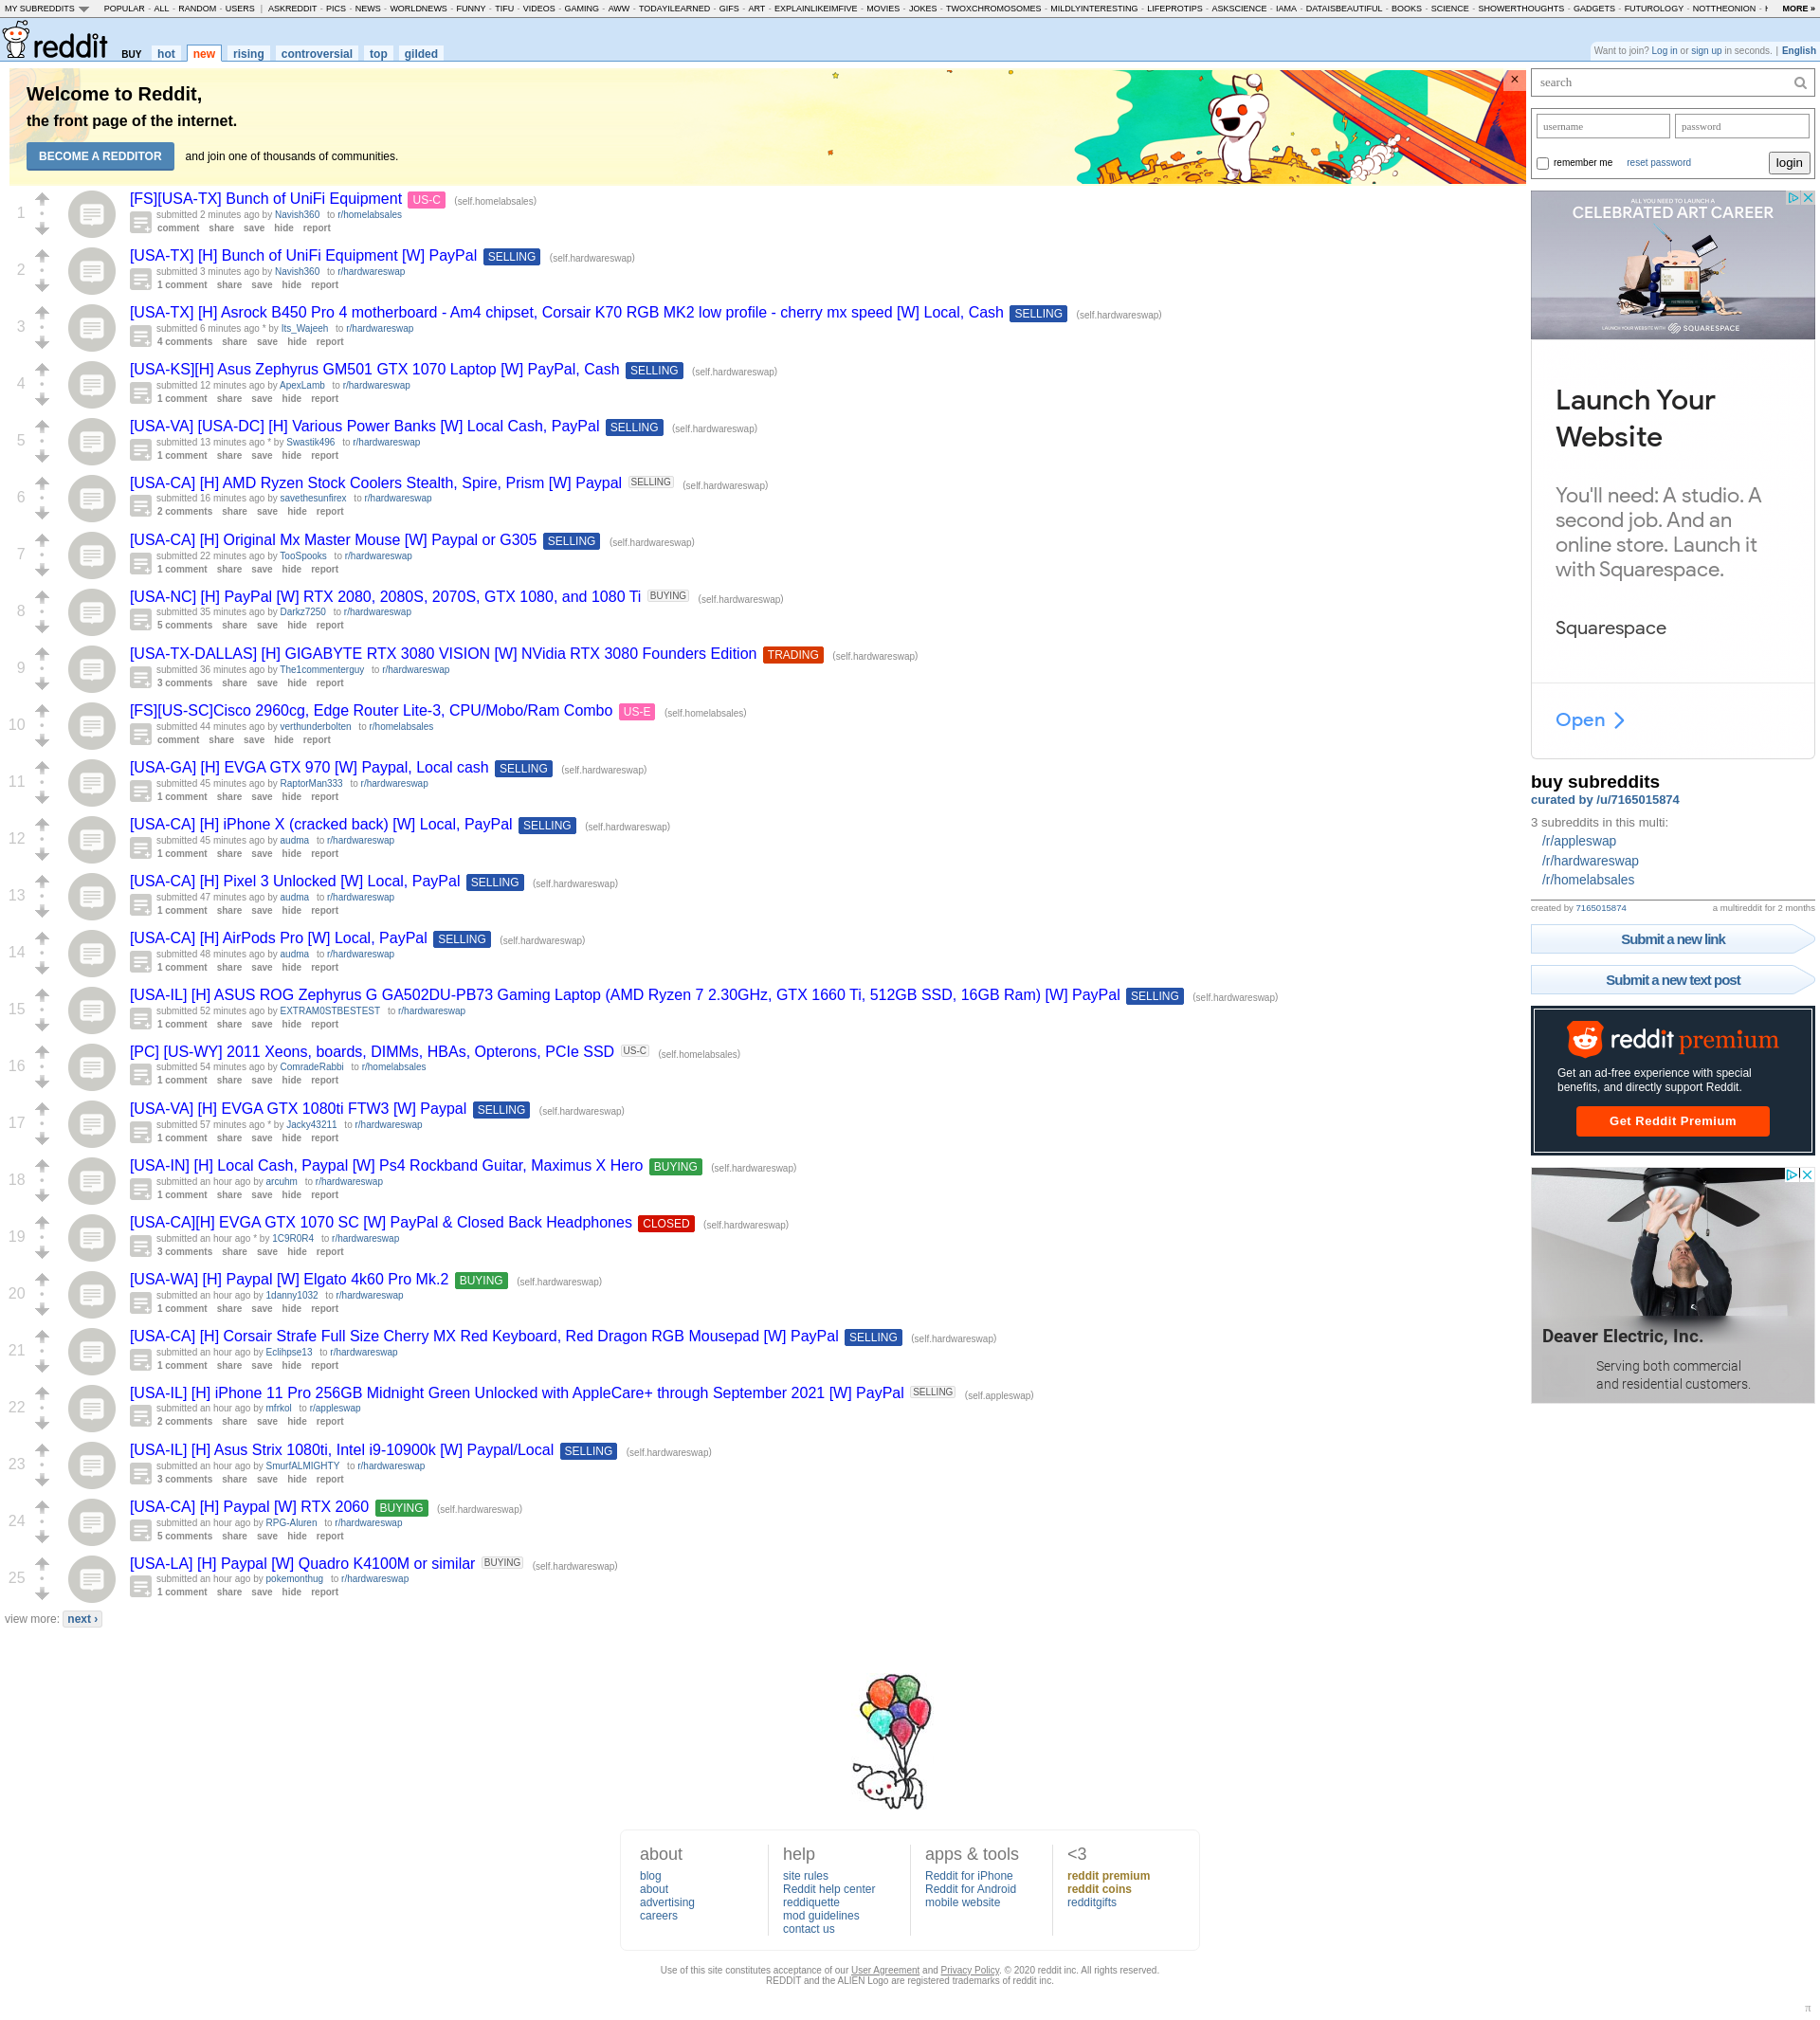 MY SUBREDDITS POPULAR - ALL - RANDOM - USERS | ASKREDDIT - PICS - NEWS - WORLDNEWS - FUNNY - TIFU - VIDEOS - GAMING - AWW - TODAYILEARNED - GIFS - ART - EXPLAINLIKEIMFIVE - MOVIES - JOKES - TWOXCHROMOSOMES - MILDLYINTERESTING - LIFEPROTIPS - ASKSCIENCE - IAMA - DATAISBEAUTIFUL - BOOKS - SCIENCE - SHOWERTHOUGHTS - GADGETS - FUTUROLOGY - NOTTHEONION - MORE »
reddit BUY hot new rising controversial top gilded
Want to join? Log in or sign up in seconds. | English
Welcome to Reddit,
the front page of the internet.
BECOME A REDDITOR and join one of thousands of communities.
×
1
[FS][USA-TX] Bunch of UniFi Equipment US-C (self.homelabsales)
submitted 2 minutes ago by Navish360 to r/homelabsales
comment share save hide report
2
[USA-TX] [H] Bunch of UniFi Equipment [W] PayPal SELLING (self.hardwareswap)
submitted 3 minutes ago by Navish360 to r/hardwareswap
1 comment share save hide report
3
[USA-TX] [H] Asrock B450 Pro 4 motherboard - Am4 chipset, Corsair K70 RGB MK2 low profile - cherry mx speed [W] Local, Cash SELLING (self.hardwareswap)
submitted 6 minutes ago * by Its_Wajeeh to r/hardwareswap
4 comments share save hide report
4
[USA-KS][H] Asus Zephyrus GM501 GTX 1070 Laptop [W] PayPal, Cash SELLING (self.hardwareswap)
submitted 12 minutes ago by ApexLamb to r/hardwareswap
1 comment share save hide report
5
[USA-VA] [USA-DC] [H] Various Power Banks [W] Local Cash, PayPal SELLING (self.hardwareswap)
submitted 13 minutes ago * by Swastik496 to r/hardwareswap
1 comment share save hide report
6
[USA-CA] [H] AMD Ryzen Stock Coolers Stealth, Spire, Prism [W] Paypal SELLING (self.hardwareswap)
submitted 16 minutes ago by savethesunfirex to r/hardwareswap
2 comments share save hide report
7
[USA-CA] [H] Original Mx Master Mouse [W] Paypal or G305 SELLING (self.hardwareswap)
submitted 22 minutes ago by TooSpooks to r/hardwareswap
1 comment share save hide report
8
[USA-NC] [H] PayPal [W] RTX 2080, 2080S, 2070S, GTX 1080, and 1080 Ti BUYING (self.hardwareswap)
submitted 35 minutes ago by Darkz7250 to r/hardwareswap
5 comments share save hide report
9
[USA-TX-DALLAS] [H] GIGABYTE RTX 3080 VISION [W] NVidia RTX 3080 Founders Edition TRADING (self.hardwareswap)
submitted 36 minutes ago by The1commenterguy to r/hardwareswap
3 comments share save hide report
10
[FS][US-SC]Cisco 2960cg, Edge Router Lite-3, CPU/Mobo/Ram Combo US-E (self.homelabsales)
submitted 44 minutes ago by verthunderbolten to r/homelabsales
comment share save hide report
11
[USA-GA] [H] EVGA GTX 970 [W] Paypal, Local cash SELLING (self.hardwareswap)
submitted 45 minutes ago by RaptorMan333 to r/hardwareswap
1 comment share save hide report
12
[USA-CA] [H] iPhone X (cracked back) [W] Local, PayPal SELLING (self.hardwareswap)
submitted 45 minutes ago by audma to r/hardwareswap
1 comment share save hide report
13
[USA-CA] [H] Pixel 3 Unlocked [W] Local, PayPal SELLING (self.hardwareswap)
submitted 47 minutes ago by audma to r/hardwareswap
1 comment share save hide report
14
[USA-CA] [H] AirPods Pro [W] Local, PayPal SELLING (self.hardwareswap)
submitted 48 minutes ago by audma to r/hardwareswap
1 comment share save hide report
15
[USA-IL] [H] ASUS ROG Zephyrus G GA502DU-PB73 Gaming Laptop (AMD Ryzen 7 2.30GHz, GTX 1660 Ti, 512GB SSD, 16GB Ram) [W] PayPal SELLING (self.hardwareswap)
submitted 52 minutes ago by EXTRAM0STBESTEST to r/hardwareswap
1 comment share save hide report
16
[PC] [US-WY] 2011 Xeons, boards, DIMMs, HBAs, Opterons, PCIe SSD US-C (self.homelabsales)
submitted 54 minutes ago by ComradeRabbi to r/homelabsales
1 comment share save hide report
17
[USA-VA] [H] EVGA GTX 1080ti FTW3 [W] Paypal SELLING (self.hardwareswap)
submitted 57 minutes ago * by Jacky43211 to r/hardwareswap
1 comment share save hide report
18
[USA-IN] [H] Local Cash, Paypal [W] Ps4 Rockband Guitar, Maximus X Hero BUYING (self.hardwareswap)
submitted an hour ago by arcuhm to r/hardwareswap
1 comment share save hide report
19
[USA-CA][H] EVGA GTX 1070 SC [W] PayPal & Closed Back Headphones CLOSED (self.hardwareswap)
submitted an hour ago * by 1C9R0R4 to r/hardwareswap
3 comments share save hide report
20
[USA-WA] [H] Paypal [W] Elgato 4k60 Pro Mk.2 BUYING (self.hardwareswap)
submitted an hour ago by 1danny1032 to r/hardwareswap
1 comment share save hide report
21
[USA-CA] [H] Corsair Strafe Full Size Cherry MX Red Keyboard, Red Dragon RGB Mousepad [W] PayPal SELLING (self.hardwareswap)
submitted an hour ago by Eclihpse13 to r/hardwareswap
1 comment share save hide report
22
[USA-IL] [H] iPhone 11 Pro 256GB Midnight Green Unlocked with AppleCare+ through September 2021 [W] PayPal SELLING (self.appleswap)
submitted an hour ago by mfrkol to r/appleswap
2 comments share save hide report
23
[USA-IL] [H] Asus Strix 1080ti, Intel i9-10900k [W] Paypal/Local SELLING (self.hardwareswap)
submitted an hour ago by SmurfALMIGHTY to r/hardwareswap
3 comments share save hide report
24
[USA-CA] [H] Paypal [W] RTX 2060 BUYING (self.hardwareswap)
submitted an hour ago by RPG-Aluren to r/hardwareswap
5 comments share save hide report
25
[USA-LA] [H] Paypal [W] Quadro K4100M or similar BUYING (self.hardwareswap)
submitted an hour ago by pokemonthug to r/hardwareswap
1 comment share save hide report
view more: next ›
search
username password
remember me reset password login
ALL YOU NEED TO LAUNCH A
CELEBRATED ART CAREER
LAUNCH YOUR WEBSITE WITH SQUARESPACE
Launch Your
Website
You'll need: A studio. A
second job. And an
online store. Launch it
with Squarespace.
Squarespace
Open
buy subreddits
curated by /u/7165015874
3 subreddits in this multi:
/r/appleswap
/r/hardwareswap
/r/homelabsales
created by 7165015874 a multireddit for 2 months
Submit a new link
Submit a new text post
reddit premium
Get an ad-free experience with special
benefits, and directly support Reddit.
Get Reddit Premium
Deaver Electric, Inc.
Serving both commercial
and residential customers.
about
blog
about
advertising
careers
help
site rules
Reddit help center
reddiquette
mod guidelines
contact us
apps & tools
Reddit for iPhone
Reddit for Android
mobile website
<3
reddit premium
reddit coins
redditgifts
Use of this site constitutes acceptance of our User Agreement and Privacy Policy. © 2020 reddit inc. All rights reserved.
REDDIT and the ALIEN Logo are registered trademarks of reddit inc.
π